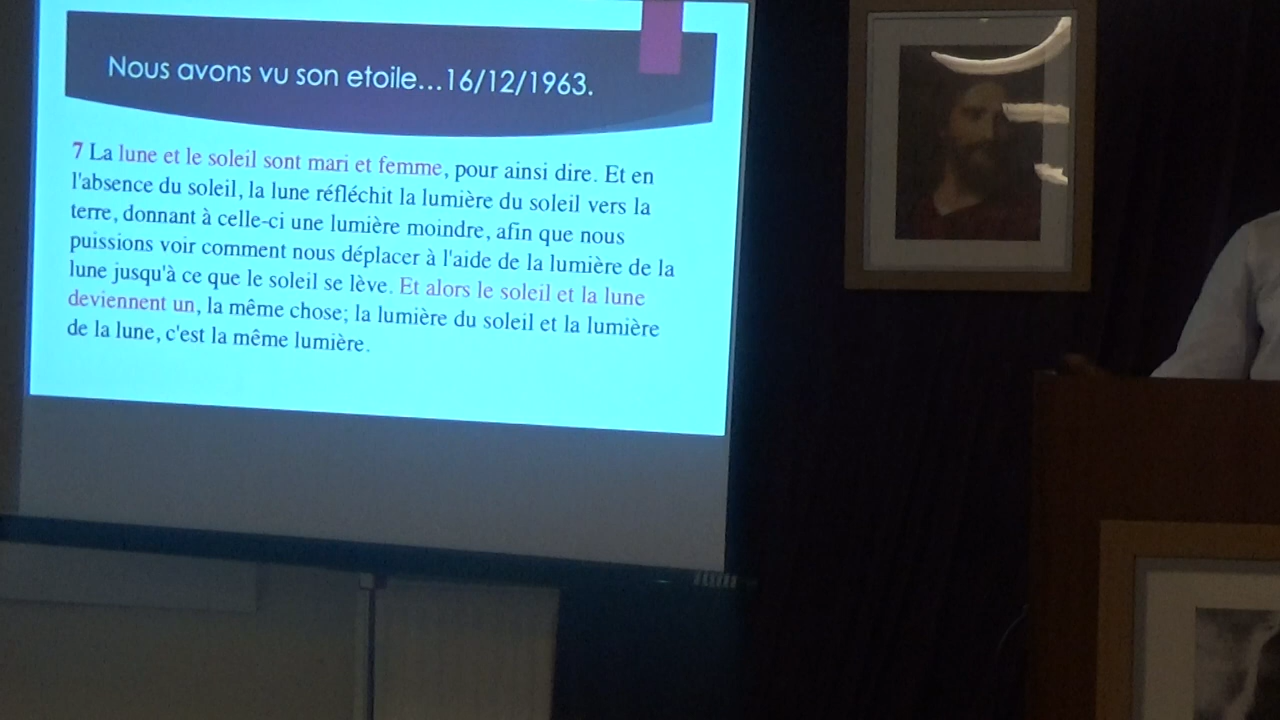 Nous avons vu son etoile...16/12/1963.
7 La lune et le soleil sont mari et femme, pour ainsi dire. Et en
l'absence du soleil, la lune réfléchit la lumière du soleil vers la
terre, donnant à celle-ci une lumière moindre, afin que nous
puissions voir comment nous déplacer à l'aide de la lumière de la
lune jusqu'à ce que le soleil se lève. Et alors le soleil et la lune
deviennent un, la même chose; la lumière du soleil et la lumière
de la lune, c'est la même lumière.